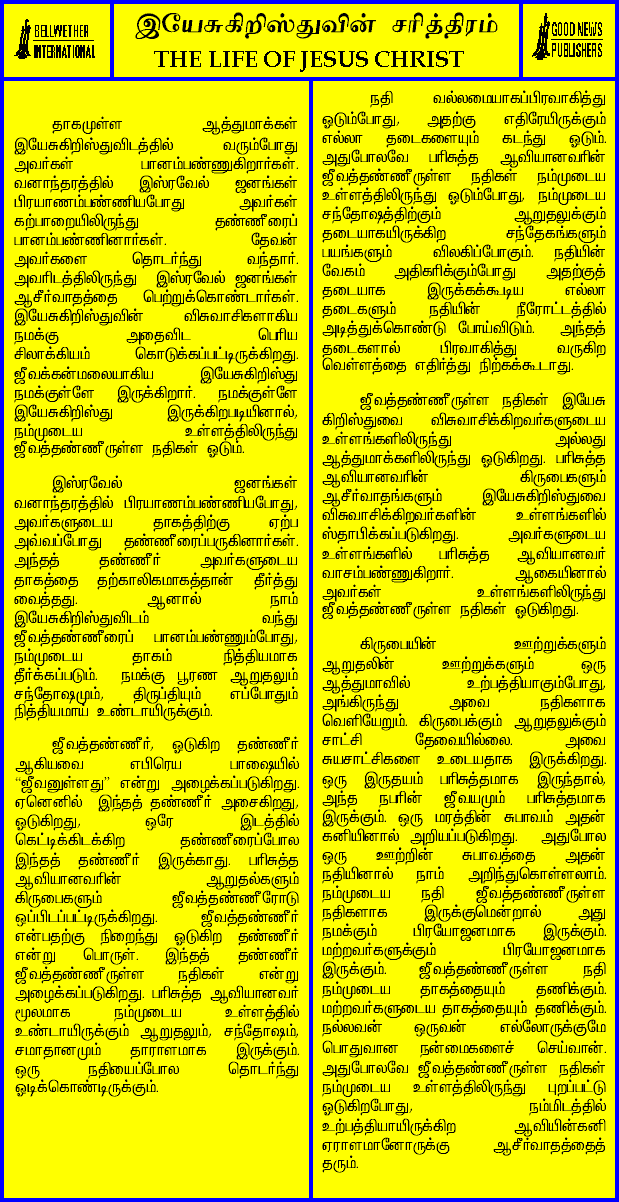 BELLWETHER
INTERNATIONAL
இயேசுகிறிஸ்துவின் சரித்திரம்
THE LIFE OF JESUS CHRIST
GOOD NEWS
PUBLISHERS
தாகமுள்ள ஆத்துமாக்கள்
இயேசுகிறிஸ்துவிடத்தில் வரும்போது
அவர்கள் பானம்பண்ணுகிறார்கள்.
வனாந்தரத்தில் இஸ்ரவேல் ஜனங்கள்
பிரயாணம்பண்ணியபோது அவர்கள்
கற்பாறையிலிருந்து தண்ணீரைப்
பானம்பண்ணினார்கள். தேவன்
அவர்களை தொடர்ந்து வந்தார்.
அவரிடத்திலிருந்து இஸ்ரவேல் ஜனங்கள்
ஆசீர்வாதத்தை பெற்றுக்கொண்டார்கள்.
இயேசுகிறிஸ்துவின் விசுவாசிகளாகிய
நமக்கு அதைவிட பெரிய
சிலாக்கியம் கொடுக்கப்பட்டிருக்கிறது.
ஜீவக்கன்மலையாகிய இயேசுகிறிஸ்து
நமக்குள்ளே இருக்கிறார். நமக்குள்ளே
இயேசுகிறிஸ்து இருக்கிறபடியினால்,
நம்முடைய உள்ளத்திலிருந்து
ஜீவத்தண்ணீருள்ள நதிகள் ஓடும்.
இஸ்ரவேல் ஜனங்கள்
வனாந்தரத்தில் பிரயாணம்பண்ணியபோது,
அவர்களுடைய தாகத்திற்கு ஏற்ப
அவ்வப்போது தண்ணீரைப்பருகினார்கள்.
அந்தத் தண்ணீர் அவர்களுடைய
தாகத்தை தற்காலிகமாகத்தான் தீர்த்து
வைத்தது. ஆனால் நாம்
இயேசுகிறிஸ்துவிடம் வந்து
ஜீவத்தண்ணீரைப் பானம்பண்ணும்போது,
நம்முடைய தாகம் நித்தியமாக
தீர்க்கப்படும். நமக்கு பூரண ஆறுதலும்
சந்தோஷமும், திருப்தியும் எப்போதும்
நித்தியமாய் உண்டாயிருக்கும்.
ஜீவத்தண்ணீர், ஓடுகிற தண்ணீர்
ஆகியவை எபிரெய பாஷையில்
“ஜீவனுள்ளது” என்று அழைக்கப்படுகிறது.
ஏனெனில் இந்தத் தண்ணீர் அசைகிறது,
ஓடுகிறது, ஒரே இடத்தில்
கெட்டிக்கிடக்கிற தண்ணீரைப்போல
இந்தத் தண்ணீர் இருக்காது. பரிசுத்த
ஆவியானவரின் ஆறுதல்களும்
கிருபைகளும் ஜீவத்தண்ணீரோடு
ஒப்பிடப்பட்டிருக்கிறது. ஜீவத்தண்ணீர்
என்பதற்கு நிறைந்து ஓடுகிற தண்ணீர்
என்று பொருள். இந்தத் தண்ணீர்
ஜீவத்தண்ணீருள்ள நதிகள் என்று
அழைக்கப்படுகிறது. பரிசுத்த ஆவியானவர்
மூலமாக நம்முடைய உள்ளத்தில்
உண்டாயிருக்கும் ஆறுதலும், சந்தோஷம்,
சமாதானமும் தாராளமாக இருக்கும்.
ஒரு நதியைப்போல தொடர்ந்து
ஓடிக்கொண்டிருக்கும்.
நதி வல்லமையாகப்பிரவாகித்து
ஓடும்போது, அதற்கு எதிரேயிருக்கும்
எல்லா தடைகளையும் கடந்து ஓடும்.
அதுபோலவே பரிசுத்த ஆவியானவரின்
ஜீவத்தண்ணீருள்ள நதிகள் நம்முடைய
உள்ளத்திலிருந்து ஓடும்போது, நம்முடைய
சந்தோஷத்திற்கும் ஆறுதலுக்கும்
தடையாகயிருக்கிற சந்தேகங்களும்
பயங்களும் விலகிப்போகும். நதியின்
வேகம் அதிகரிக்கும்போது அதற்குத்
தடையாக இருக்கக்கூடிய எல்லா
தடைகளும் நதியின் நீரோட்டத்தில்
அடித்துக்கொண்டு போய்விடும். அந்தத்
தடைகளால் பிரவாகித்து வருகிற
வெள்ளத்தை எதிர்த்து நிற்கக்கூடாது.
ஜீவத்தண்ணீருள்ள நதிகள் இயேசு
கிறிஸ்துவை விசுவாசிக்கிறவர்களுடைய
உள்ளங்களிலிருந்து அல்லது
ஆத்துமாக்களிலிருந்து ஓடுகிறது. பரிசுத்த
ஆவியானவரின் கிருபைகளும்
ஆசீர்வாதங்களும் இயேசுகிறிஸ்துவை
விசுவாசிக்கிறவர்களின் உள்ளங்களில்
ஸ்தாபிக்கப்படுகிறது. அவர்களுடைய
உள்ளங்களில் பரிசுத்த ஆவியானவர்
வாசம்பண்ணுகிறார். ஆகையினால்
அவர்கள் உள்ளங்களிலிருந்து
ஜீவத்தண்ணீருள்ள நதிகள் ஓடுகிறது.
கிருபையின் ஊற்றுக்களும்
ஆறுதலின் ஊற்றுக்களும் ஒரு
ஆத்துமாவில் உற்பத்தியாகும்போது,
அங்கிருந்து அவை நதிகளாக
வெளியேறும். கிருபைக்கும் ஆறுதலுக்கும்
சாட்சி தேவையில்லை. அவை
சுயசாட்சிகளை உடையதாக இருக்கிறது.
ஒரு இருதயம் பரிசுத்தமாக இருந்தால்,
அந்த நபரின் ஜீவயமும் பரிசுத்தமாக
இருக்கும். ஒரு மரத்தின் சுபாவம் அதன்
கனியினால் அறியப்படுகிறது. அதுபோல
ஒரு ஊற்றின் சுபாவத்தை அதன்
நதியினால் நாம் அறிந்துகொள்ளலாம்.
நம்முடைய நதி ஜீவத்தண்ணீருள்ள
நதிகளாக இருக்குமென்றால் அது
நமக்கும் பிரயோஜனமாக இருக்கும்.
மற்றவர்களுக்கும் பிரயோஜனமாக
இருக்கும். ஜீவத்தண்ணீருள்ள நதி
நம்முடைய தாகத்தையும் தணிக்கும்.
மற்றவர்களுடைய தாகத்தையும் தணிக்கும்.
நல்லவன் ஒருவன் எல்லோருக்குமே
பொதுவான நன்மைகளைச் செய்வான்.
அதுபோலவே ஜீவத்தண்ணீருள்ள நதிகள்
நம்முடைய உள்ளத்திலிருந்து புறப்பட்டு
ஓடுகிறபோது, நம்மிடத்தில்
உற்பத்தியாயிருக்கிற ஆவியின்கனி
ஏராளமானோருக்கு ஆசீர்வாதத்தைத்
தரும்.